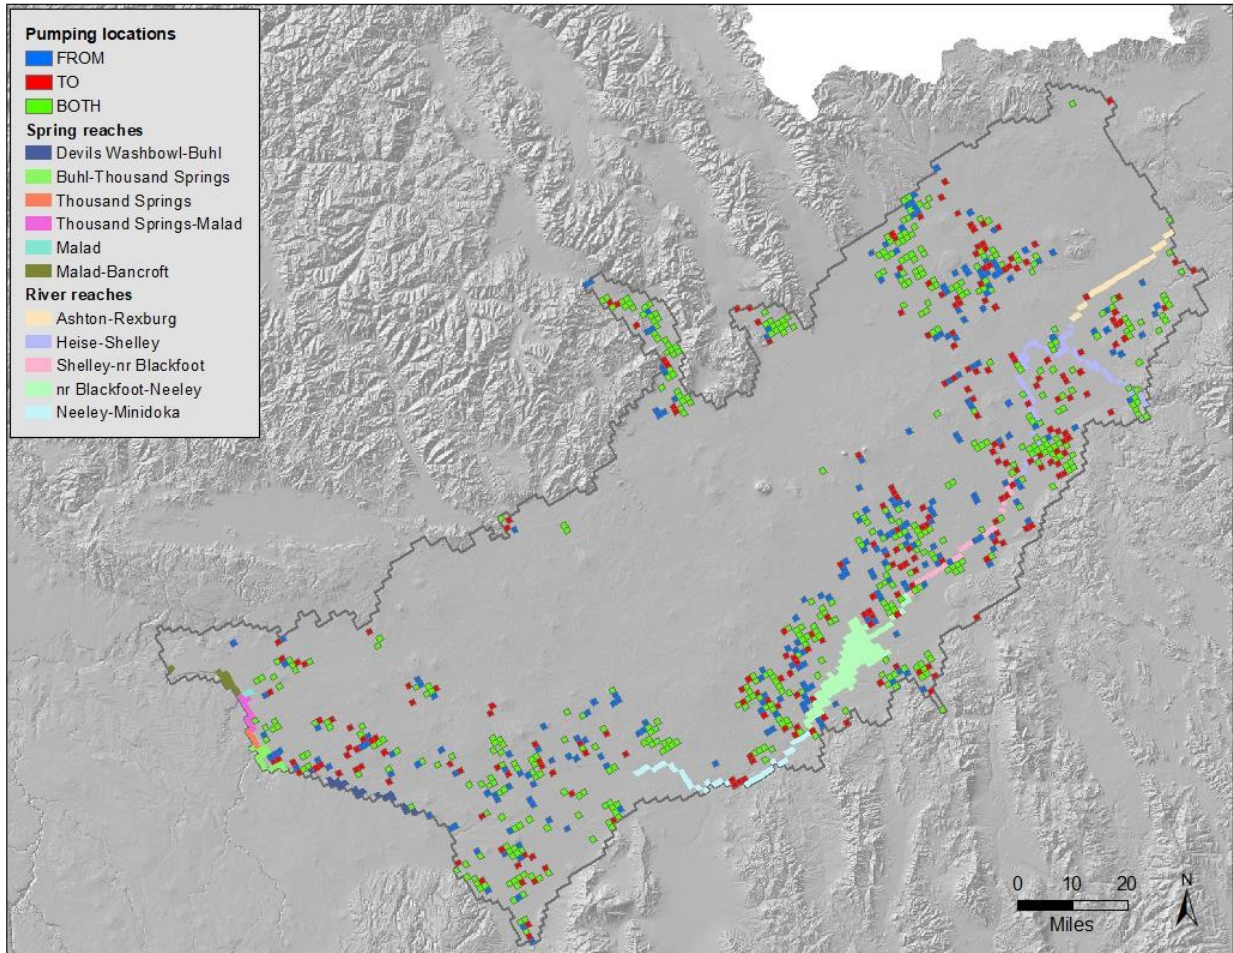 Pumping locations
FROM
TO
BOTH
Spring reaches
Devils Washbowl-Buhl
Buhl-Thousand Springs
Thousand Springs
Thousand Springs-Malad
Malad
Malad-Bancroft
River reaches
Ashton-Rexburg
Heise-Shelley
Shelley-nr Blackfoot
nr Blackfoot-Neeley
Neeley-Minidoka
N
0 10 20
Miles